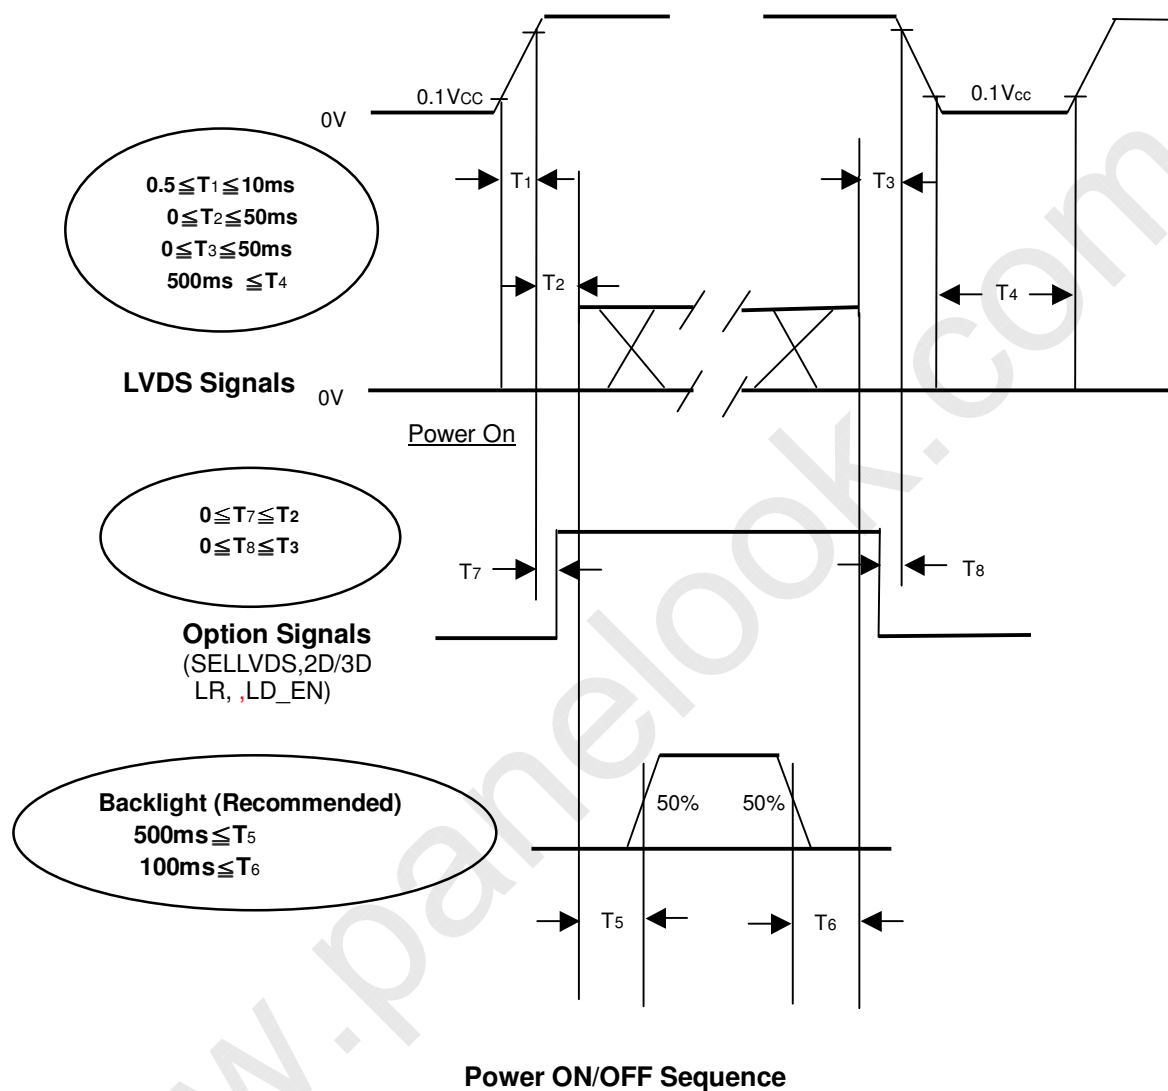 0.1VCC
0.1Vcc
0V
0.5≦T1≦10ms
0≦T2≦50ms
0≦T3≦50ms
500ms ≦T4
T1
T3
T2
T4
LVDS Signals
0V
Power On
0≦T7≦T2
0≦T8≦T3
T7
T8
Option Signals
(SELLVDS,2D/3D
LR, ,LD_EN)
Backlight (Recommended)
500ms≦T5
100ms≦T6
50%
50%
T5
T6
Power ON/OFF Sequence
w.panelook.com